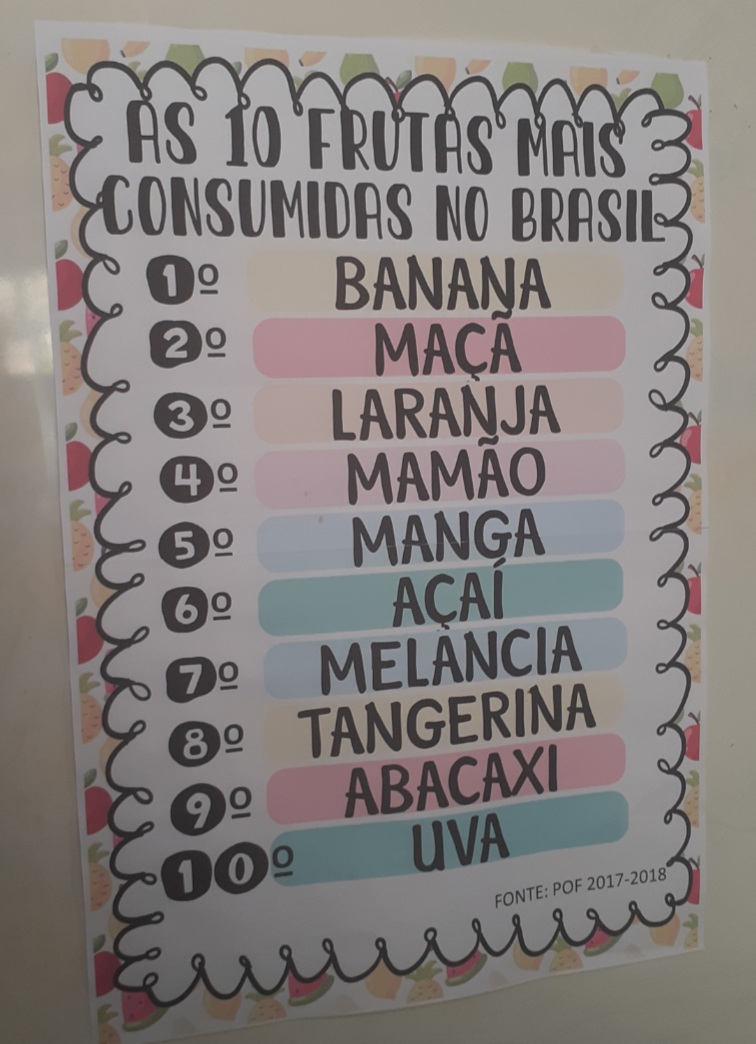 AS 10 FRUTAS MAIS
CONSUMIDAS NO BRASIL
1º BANANA
2º MAÇÃ
3º LARANJA
4º MAMÃO
5º MANGA
6º AÇAÍ
7º MELANCIA
8º TANGERINA
9º ABACAXI
10º UVA
FONTE: POF 2017-2018